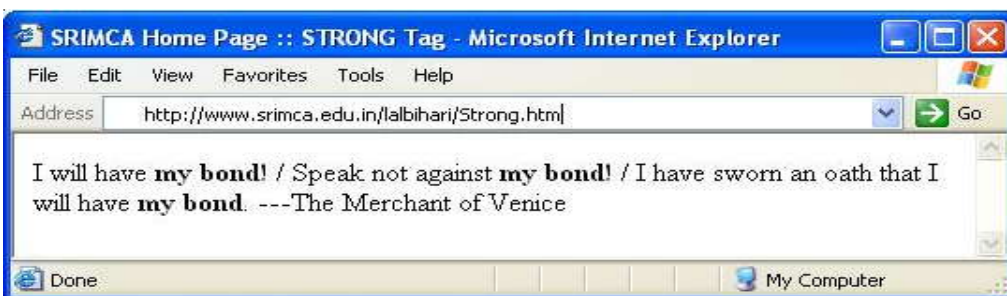 SRIMCA Home Page :: STRONG Tag - Microsoft Internet Explorer
File Edit View Favorites Tools Help
Address http://www.srimca.edu.in/lalbihari/Strong.htm Go
I will have my bond! / Speak not against my bond! / I have sworn an oath that I
will have my bond. ---The Merchant of Venice
Done My Computer